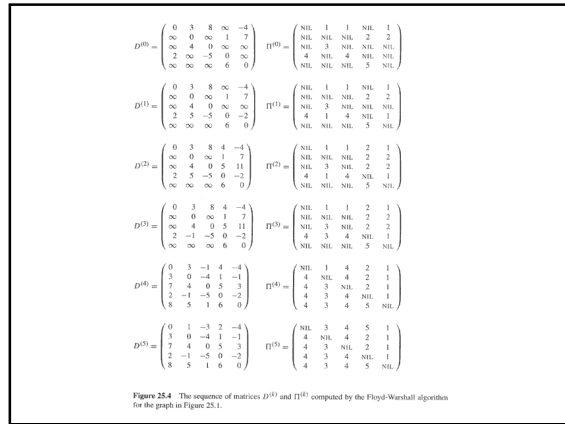 D(0) = ( 0 3 8 ∞ −4 ) Π(0) = ( NIL 1 1 NIL 1 )
∞ 0 ∞ 1 7 NIL NIL NIL 2 2
∞ 4 0 ∞ ∞ NIL 3 NIL NIL NIL
2 ∞ −5 0 ∞ 4 NIL 4 NIL NIL
∞ ∞ ∞ 6 0 NIL NIL NIL 5 NIL
D(1) = ( 0 3 8 ∞ −4 ) Π(1) = ( NIL 1 1 NIL 1 )
∞ 0 ∞ 1 7 NIL NIL NIL 2 2
∞ 4 0 ∞ ∞ NIL 3 NIL NIL NIL
2 5 −5 0 −2 4 1 4 NIL 1
∞ ∞ ∞ 6 0 NIL NIL NIL 5 NIL
D(2) = ( 0 3 8 4 −4 ) Π(2) = ( NIL 1 1 2 1 )
∞ 0 ∞ 1 7 NIL NIL NIL 2 2
∞ 4 0 5 11 NIL 3 NIL 2 2
2 5 −5 0 −2 4 1 4 NIL 1
∞ ∞ ∞ 6 0 NIL NIL NIL 5 NIL
D(3) = ( 0 3 8 4 −4 ) Π(3) = ( NIL 1 1 2 1 )
∞ 0 ∞ 1 7 NIL NIL NIL 2 2
∞ 4 0 5 11 NIL 3 NIL 2 2
2 −1 −5 0 −2 4 3 4 NIL 1
∞ ∞ ∞ 6 0 NIL NIL NIL 5 NIL
D(4) = ( 0 3 −1 4 −4 ) Π(4) = ( NIL 1 4 2 1 )
3 0 −4 1 −1 4 NIL 4 2 1
7 4 0 5 3 4 3 NIL 2 1
2 −1 −5 0 −2 4 3 4 NIL 1
8 5 1 6 0 4 3 4 5 NIL
D(5) = ( 0 1 −3 2 −4 ) Π(5) = ( NIL 3 4 5 1 )
3 0 −4 1 −1 4 NIL 4 2 1
7 4 0 5 3 4 3 NIL 2 1
2 −1 −5 0 −2 4 3 4 NIL 1
8 5 1 6 0 4 3 4 5 NIL
Figure 25.4 The sequence of matrices D(k) and Π(k) computed by the Floyd-Warshall algorithm
for the graph in Figure 25.1.